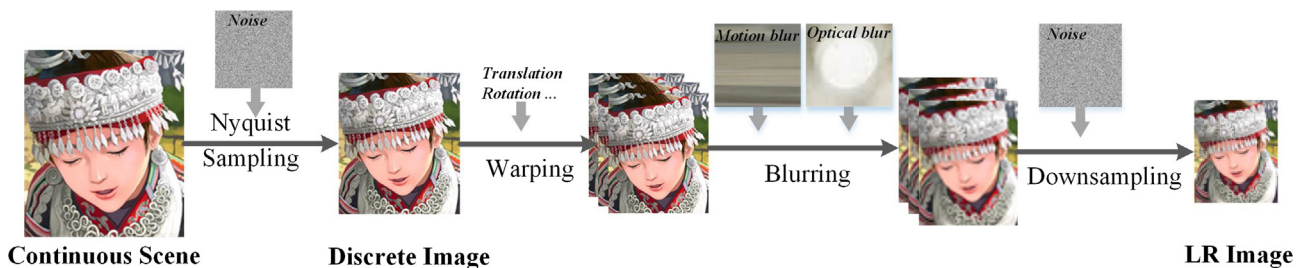 Noise
Nyquist
Sampling
Translation
Rotation ...
Warping
Motion blur
Optical blur
Blurring
Noise
Downsampling
Continuous Scene
Discrete Image
LR Image